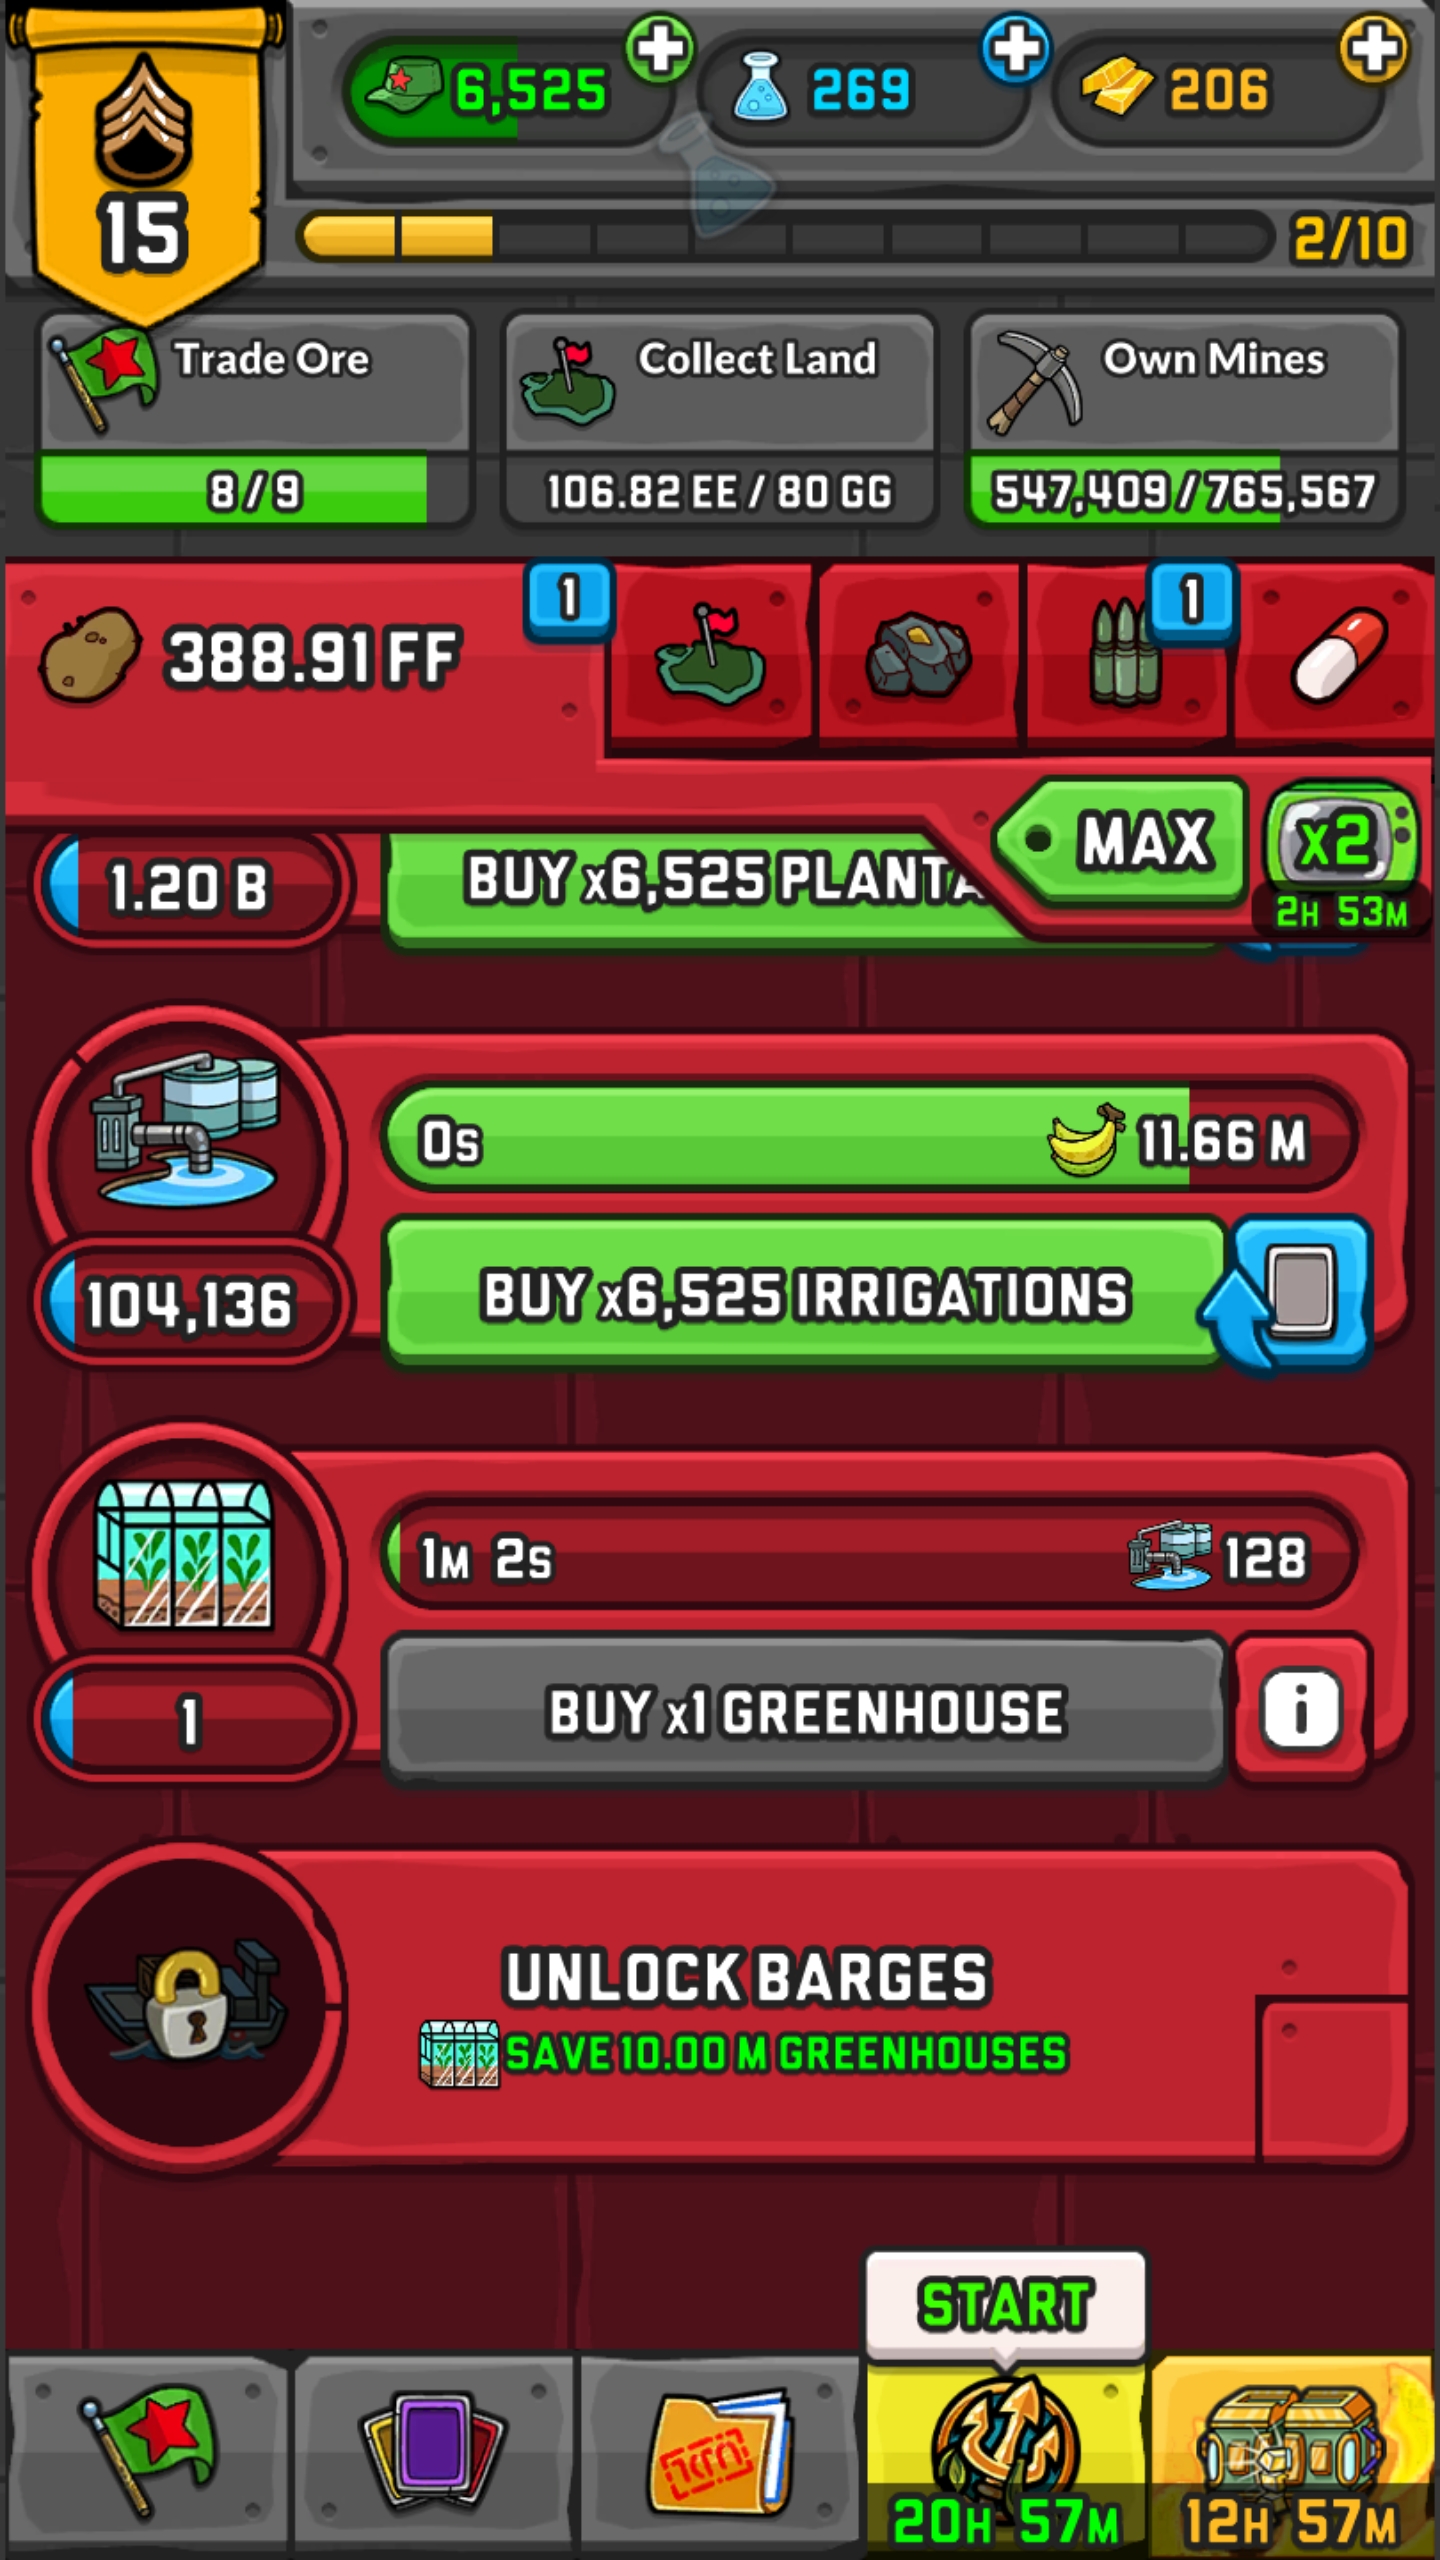 15
6,525
269
206
2/10
Trade Ore
8/9
Collect Land
106.82 EE / 80 GG
Own Mines
547,409 / 765,567
388.91 FF
1
1
MAX
x2
2H 53M
1.20 B
BUY x6,525 PLANTA
0s
11.66 M
104,136
BUY x6,525 IRRIGATIONS
1M 2s
128
1
BUY x1 GREENHOUSE
i
UNLOCK BARGES
SAVE 10.00 M GREENHOUSES
START
20H 57M
12H 57M